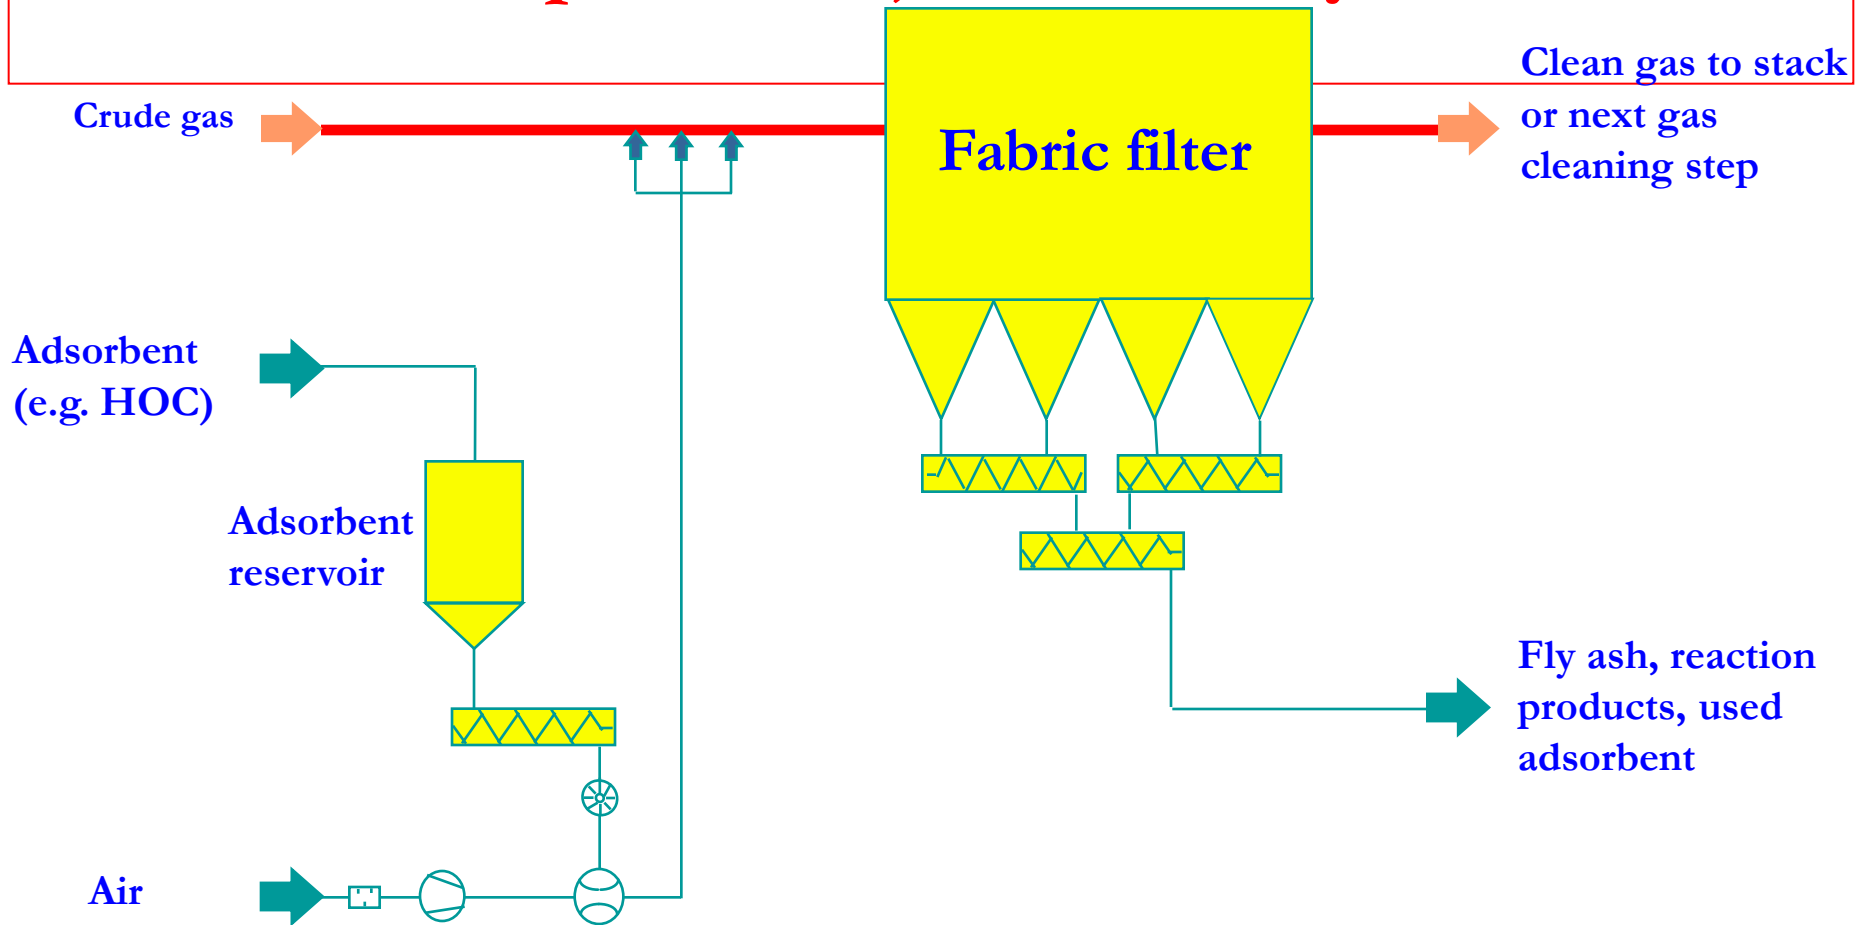 Crude gas
Fabric filter
Clean gas to stack
or next gas
cleaning step
Adsorbent
(e.g. HOC)
Adsorbent
reservoir
Fly ash, reaction
products, used
adsorbent
Air